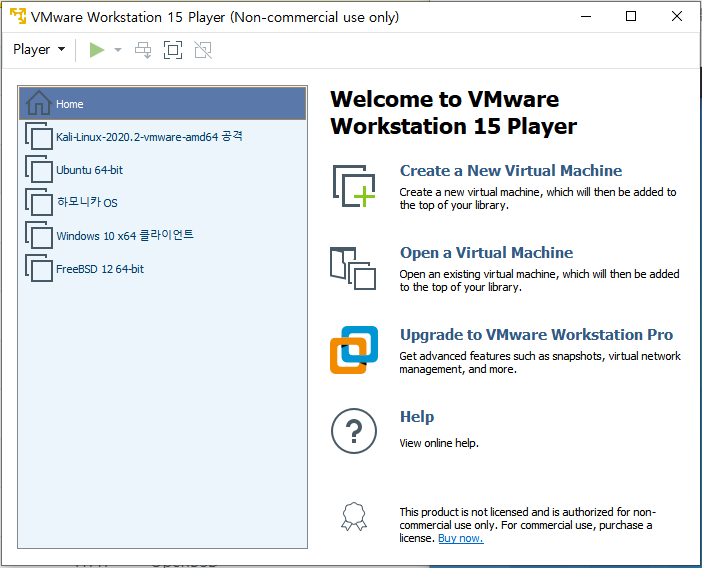 VMware Workstation 15 Player (Non-commercial use only)
Player
Home
Kali-Linux-2020.2-vmware-amd64 공격
Ubuntu 64-bit
하모니카 OS
Windows 10 x64 클라이언트
FreeBSD 12 64-bit
Welcome to VMware
Workstation 15 Player
Create a New Virtual Machine
Create a new virtual machine, which will then be added to
the top of your library.
Open a Virtual Machine
Open an existing virtual machine, which will then be added
to the top of your library.
Upgrade to VMware Workstation Pro
Get advanced features such as snapshots, virtual network
management, and more.
?
Help
View online help.
This product is not licensed and is authorized for non-
commercial use only. For commercial use, purchase a
license. Buy now.